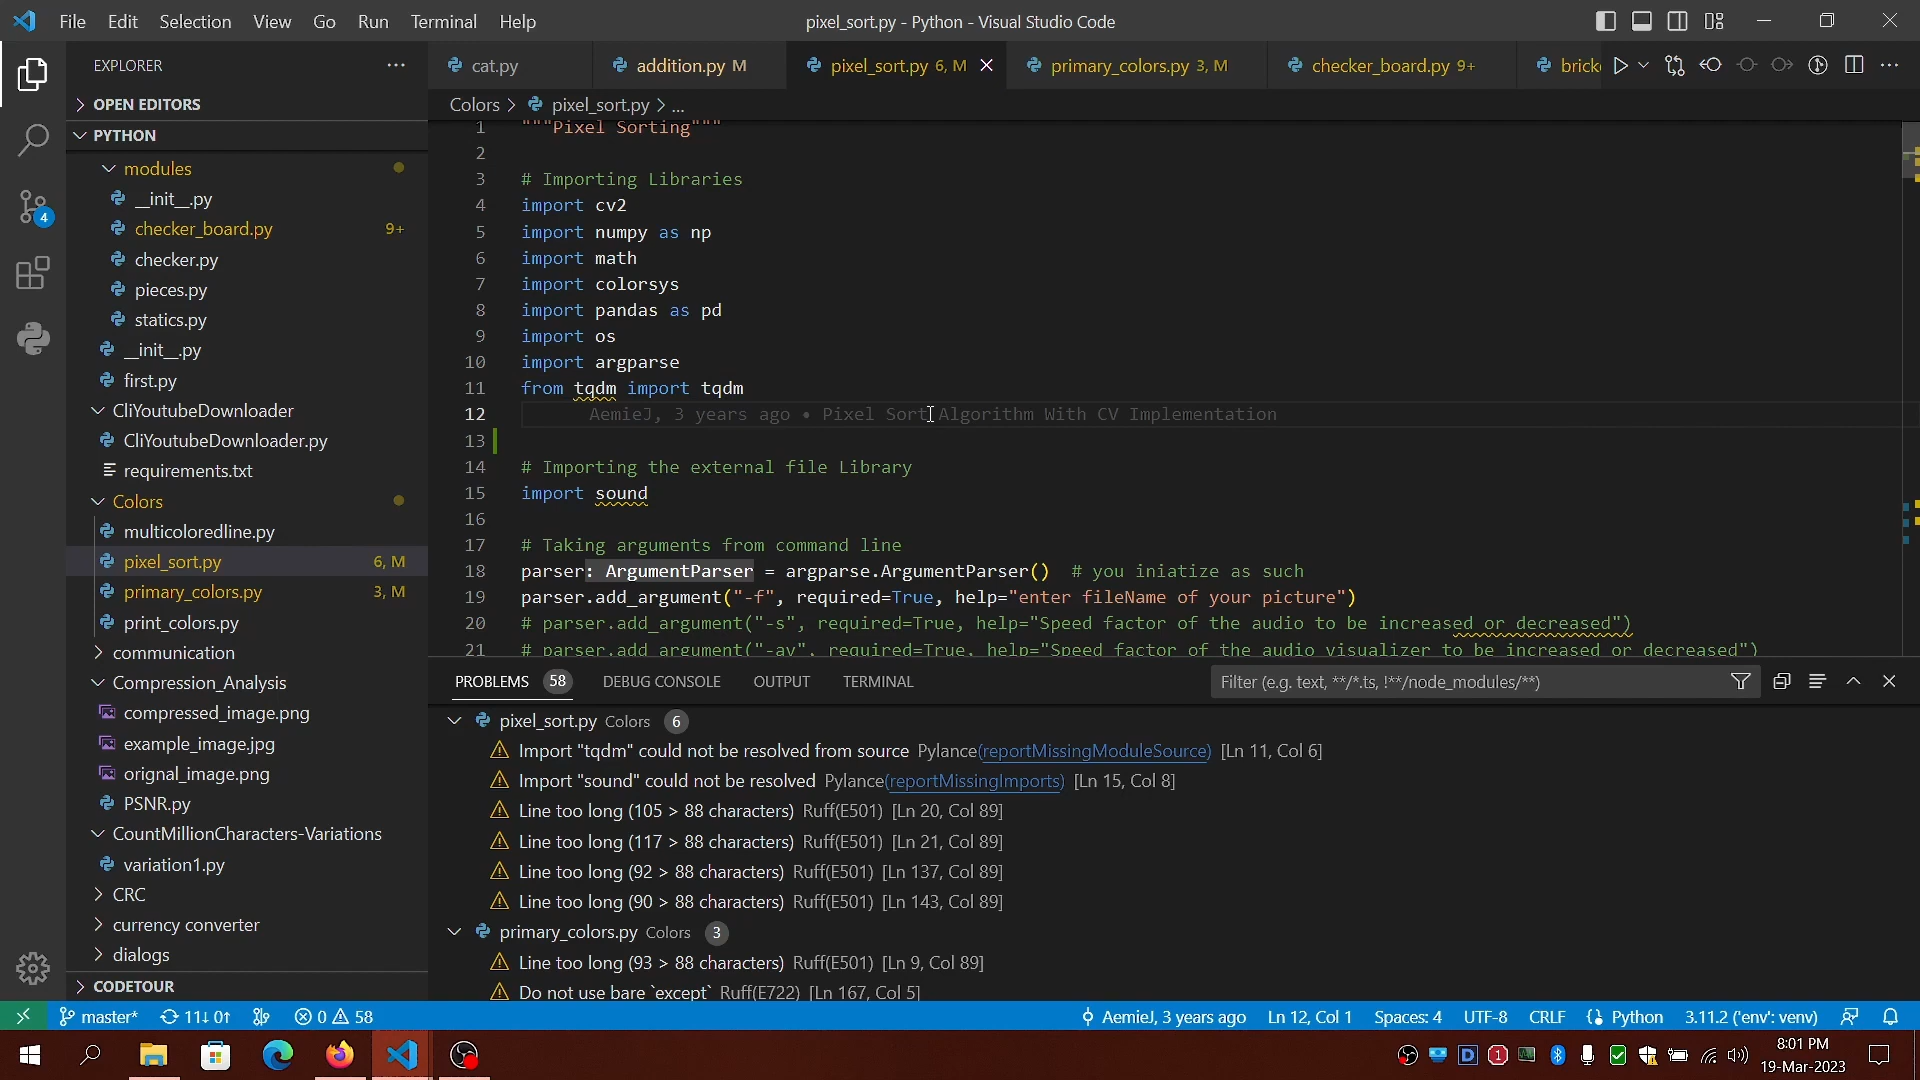 File Edit Selection View Go Run Terminal Help
pixel_sort.py - Python - Visual Studio Code
EXPLORER
OPEN EDITORS
PYTHON
modules
__init__.py
checker_board.py 9+
checker.py
pieces.py
statics.py
__init__.py
first.py
CliYoutubeDownloader
CliYoutubeDownloader.py
requirements.txt
Colors
multicoloredline.py
pixel_sort.py 6, M
primary_colors.py 3, M
print_colors.py
communication
Compression_Analysis
compressed_image.png
example_image.jpg
orignal_image.png
PSNR.py
CountMillionCharacters-Variations
variation1.py
CRC
currency converter
dialogs
CODETOUR
4
cat.py
addition.py M
pixel_sort.py 6, M
primary_colors.py 3, M
checker_board.py 9+
bricke
Colors > pixel_sort.py > ...
1 """Pixel Sorting"""
2
3 # Importing Libraries
4 import cv2
5 import numpy as np
6 import math
7 import colorsys
8 import pandas as pd
9 import os
10 import argparse
11 from tqdm import tqdm
12 AemieJ, 3 years ago • Pixel Sort Algorithm With CV Implementation
13
14 # Importing the external file Library
15 import sound
16
17 # Taking arguments from command line
18 parser: ArgumentParser = argparse.ArgumentParser()  # you iniatize as such
19 parser.add_argument("-f", required=True, help="enter fileName of your picture")
20 # parser.add_argument("-s", required=True, help="Speed factor of the audio to be increased or decreased")
21 # parser.add_argument("-av", required=True, help="Speed factor of the audio visualizer to be increased or decreased")
PROBLEMS 58 DEBUG CONSOLE OUTPUT TERMINAL
Filter (e.g. text, **/*.ts, !**/node_modules/**)
pixel_sort.py Colors 6
Import "tqdm" could not be resolved from source Pylance(reportMissingModuleSource) [Ln 11, Col 6]
Import "sound" could not be resolved Pylance(reportMissingImports) [Ln 15, Col 8]
Line too long (105 > 88 characters) Ruff(E501) [Ln 20, Col 89]
Line too long (117 > 88 characters) Ruff(E501) [Ln 21, Col 89]
Line too long (92 > 88 characters) Ruff(E501) [Ln 137, Col 89]
Line too long (90 > 88 characters) Ruff(E501) [Ln 143, Col 89]
primary_colors.py Colors 3
Line too long (93 > 88 characters) Ruff(E501) [Ln 9, Col 89]
Do not use bare `except` Ruff(E722) [Ln 167, Col 5]
master* 11↓ 0↑ 0 58
AemieJ, 3 years ago Ln 12, Col 1 Spaces: 4 UTF-8 CRLF Python 3.11.2 ('env': venv)
8:01 PM
19-Mar-2023